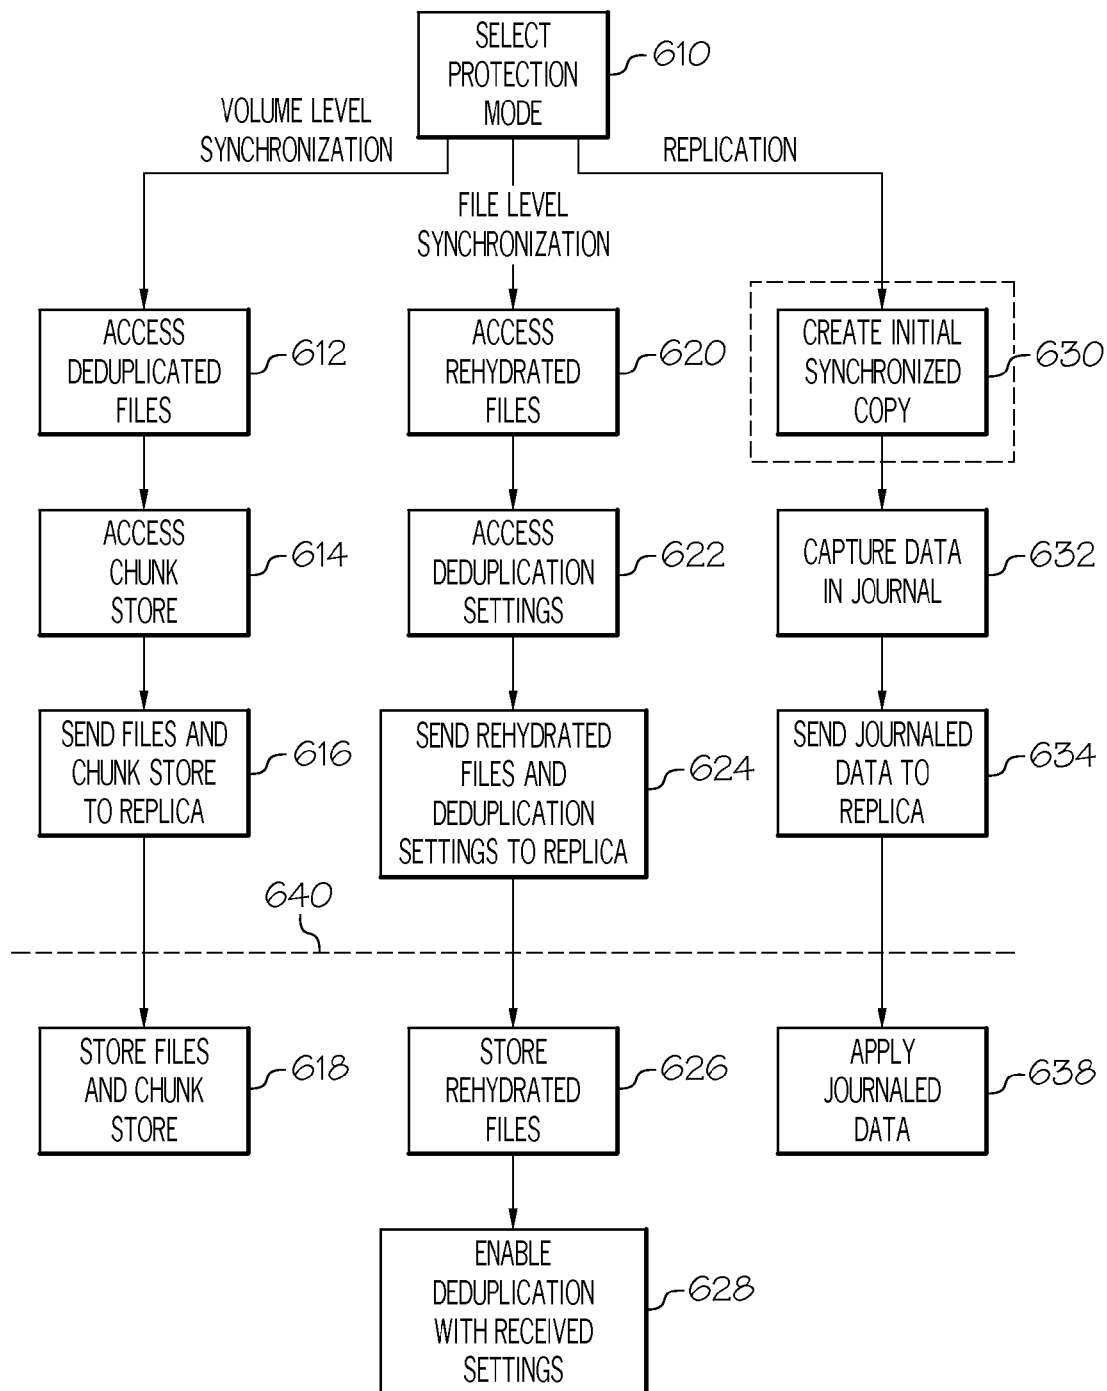 SELECT
PROTECTION
MODE
610
VOLUME LEVEL
SYNCHRONIZATION
REPLICATION
FILE LEVEL
SYNCHRONIZATION
ACCESS
DEDUPLICATED
FILES
612
ACCESS
REHYDRATED
FILES
620
CREATE INITIAL
SYNCHRONIZED
COPY
630
ACCESS
CHUNK
STORE
614
ACCESS
DEDUPLICATION
SETTINGS
622
CAPTURE DATA
IN JOURNAL
632
SEND FILES AND
CHUNK STORE
TO REPLICA
616
SEND REHYDRATED
FILES AND
DEDUPLICATION
SETTINGS TO REPLICA
624
SEND JOURNALED
DATA TO
REPLICA
634
640
STORE FILES
AND CHUNK
STORE
618
STORE
REHYDRATED
FILES
626
APPLY
JOURNALED
DATA
638
ENABLE
DEDUPLICATION
WITH RECEIVED
SETTINGS
628